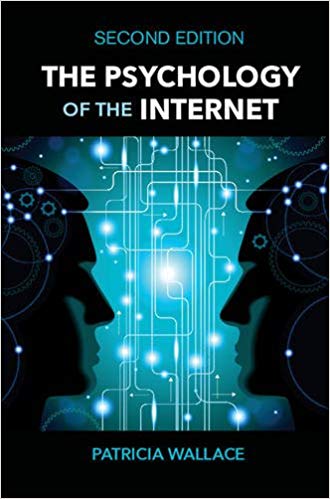 SECOND EDITION
THE PSYCHOLOGY
OF THE INTERNET
PATRICIA WALLACE